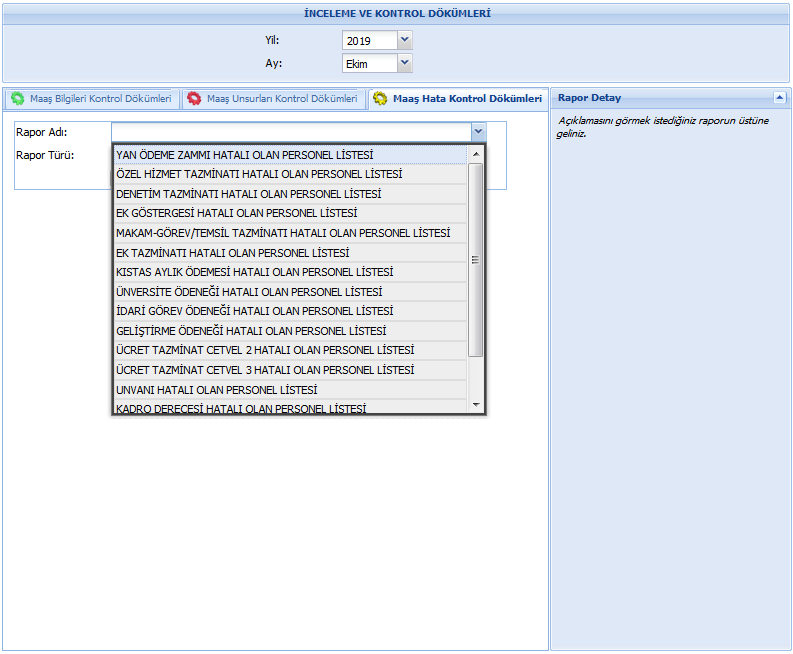 İNCELEME VE KONTROL DÖKÜMLERİ
Yil: 2019
Ay: Ekim
Maaş Bilgileri Kontrol Dökümleri Maaş Unsurları Kontrol Dökümleri Maaş Hata Kontrol Dökümleri
Rapor Adı:
Rapor Türü:
YAN ÖDEME ZAMMI HATALI OLAN PERSONEL LİSTESİ
ÖZEL HİZMET TAZMİNATI HATALI OLAN PERSONEL LİSTESİ
DENETİM TAZMİNATI HATALI OLAN PERSONEL LİSTESİ
EK GÖSTERGESİ HATALI OLAN PERSONEL LİSTESİ
MAKAM-GÖREV/TEMSİL TAZMİNATI HATALI OLAN PERSONEL LİSTESİ
EK TAZMİNATI HATALI OLAN PERSONEL LİSTESİ
KISTAS AYLIK ÖDEMESİ HATALI OLAN PERSONEL LİSTESİ
ÜNVERSİTE ÖDENEĞİ HATALI OLAN PERSONEL LİSTESİ
İDARİ GÖREV ÖDENEĞİ HATALI OLAN PERSONEL LİSTESİ
GELİŞTİRME ÖDENEĞİ HATALI OLAN PERSONEL LİSTESİ
ÜCRET TAZMİNAT CETVEL 2 HATALI OLAN PERSONEL LİSTESİ
ÜCRET TAZMİNAT CETVEL 3 HATALI OLAN PERSONEL LİSTESİ
UNVANI HATALI OLAN PERSONEL LİSTESİ
KADRO DERECESİ HATALI OLAN PERSONEL LİSTESİ
Rapor Detay
Açıklamasını görmek istediğiniz raporun üstüne
geliniz.